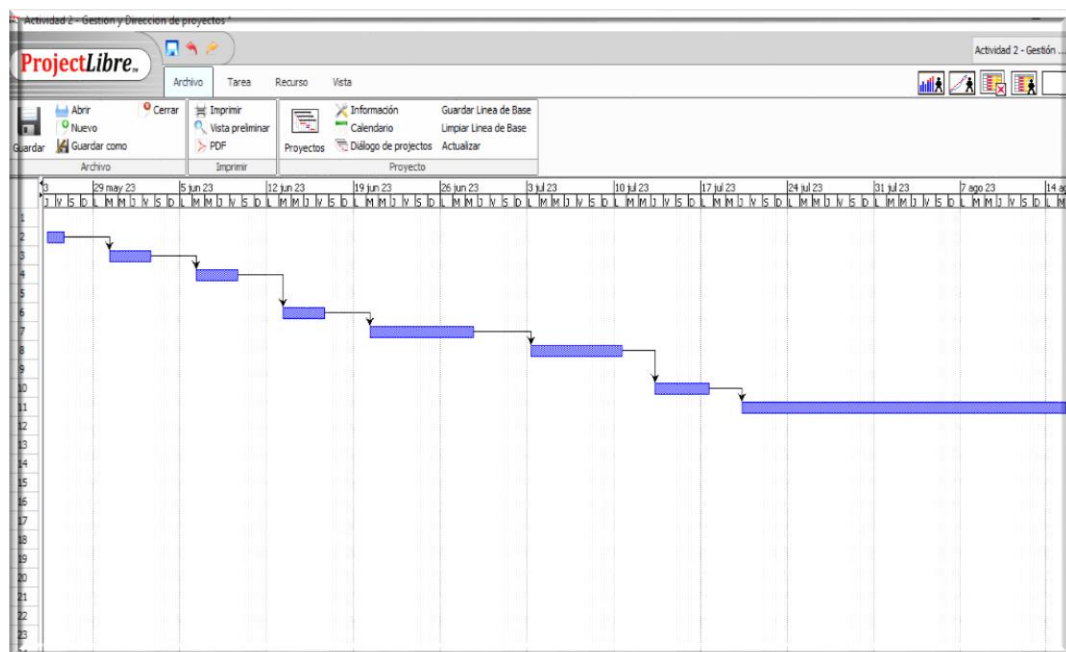 Actividad 2 - Gestión y Dirección de proyectos *
ProjectLibre
Actividad 2 - Gestión ...
Archivo Tarea Recurso Vista
Guardar
Abrir
Nuevo
Guardar como
Cerrar
Archivo
Imprimir
Vista preliminar
PDF
Imprimir
Proyectos
Información
Calendario
Diálogo de projectos
Guardar Linea de Base
Limpiar Linea de Base
Actualizar
Proyecto
3 29 may 23 5 jun 23 12 jun 23 19 jun 23 26 jun 23 3 jul 23 10 jul 23 17 jul 23 24 jul 23 31 jul 23 7 ago 23 14 ag
J V S D L M M J V S D L M M J V S D L M M J V S D L M M J V S D L M M J V S D L M M J V S D L M M J V S D L M M J V S D L M M J V S D L M M J V S D L M M J V S D L M
1
2
3
4
5
6
7
8
9
10
11
12
13
14
15
16
17
18
19
20
21
22
23